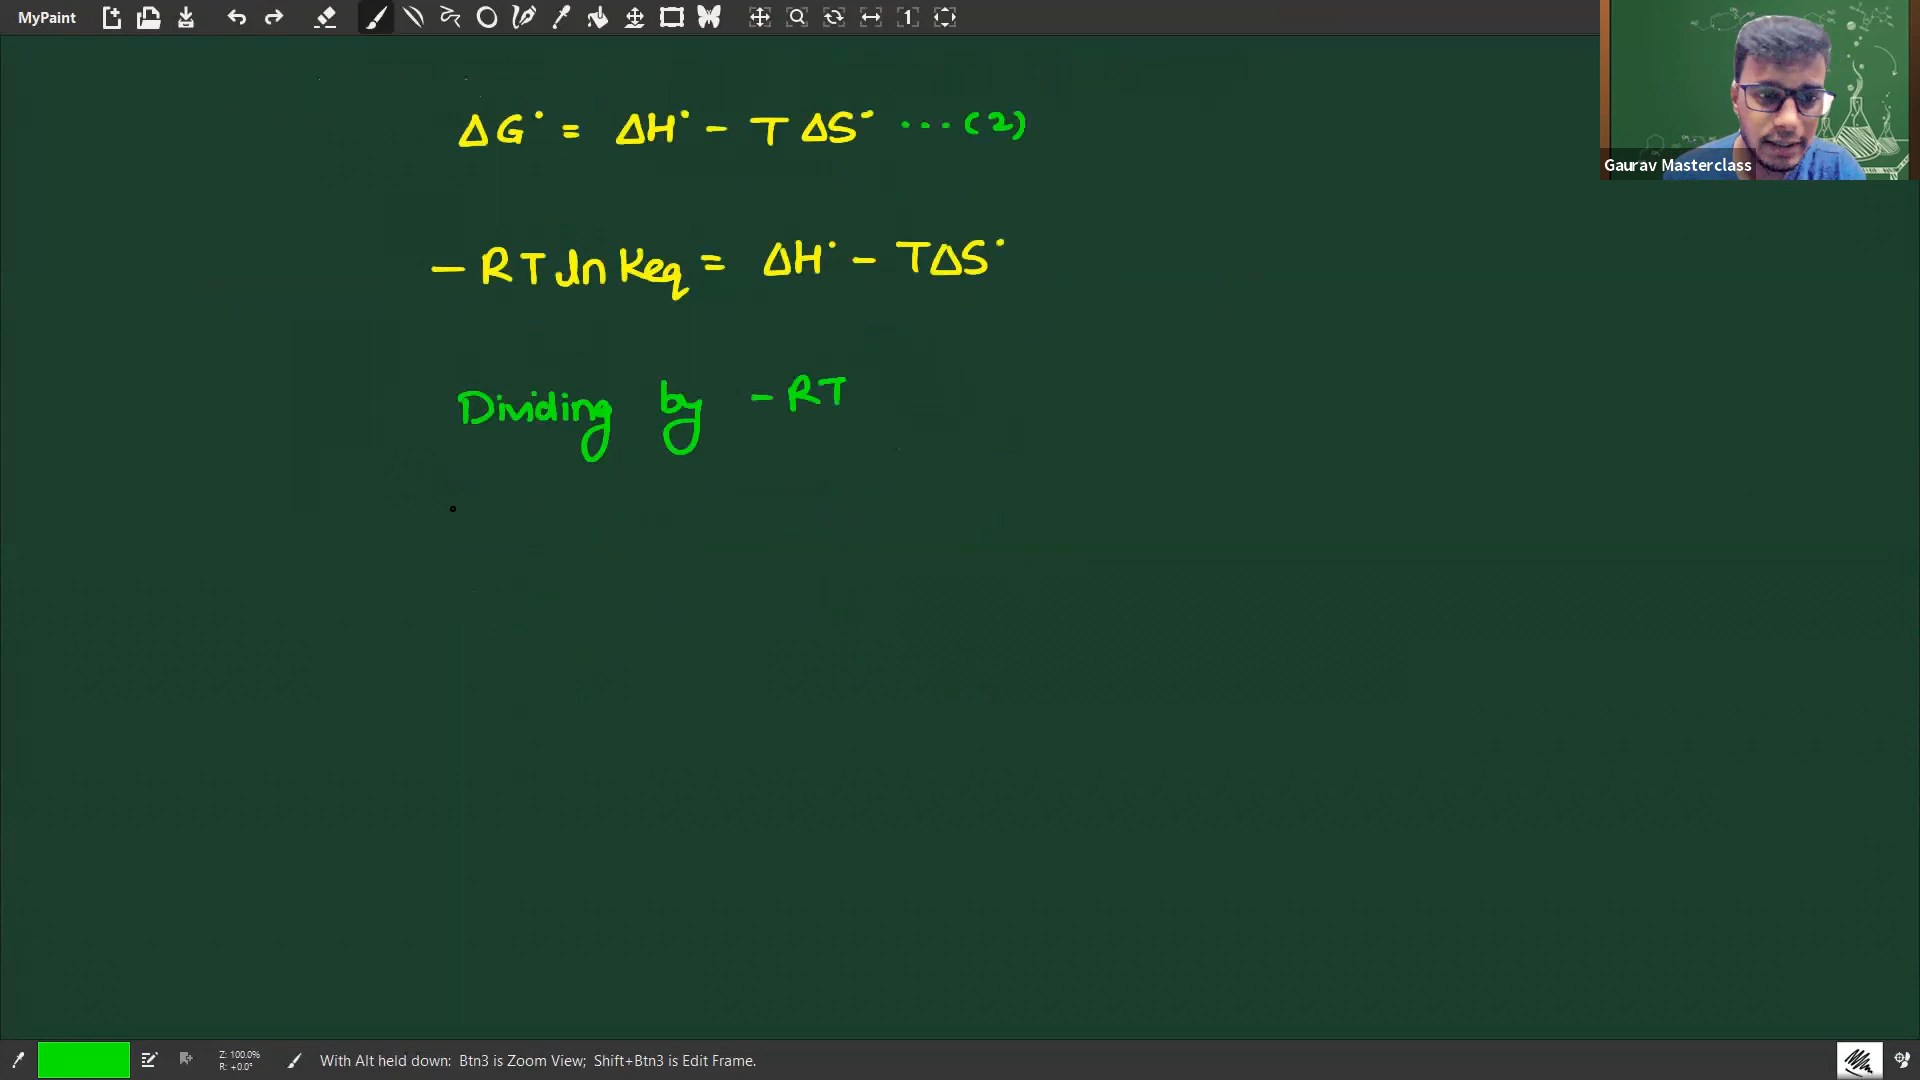 MyPaint
1
ΔG° = ΔH° - TΔS° ...(2)
Gaurav Masterclass
- RT ln Keq = ΔH° - TΔS°
Dividing by - RT
Z: 100.0%
R: +0.0°
With Alt held down: Btn3 is Zoom View; Shift+Btn3 is Edit Frame.